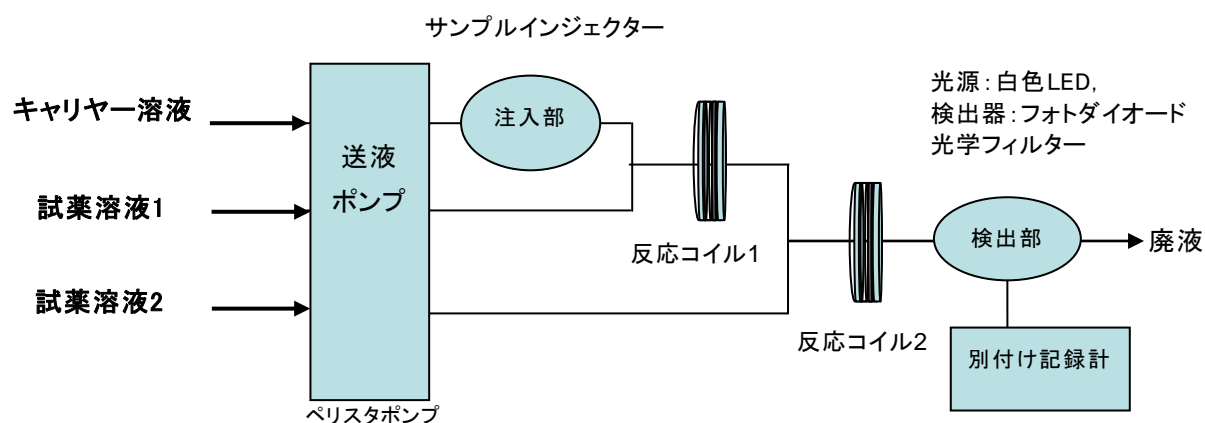 サンプルインジェクター
光源：白色LED,
検出器：フォトダイオード
光学フィルター
キャリヤー溶液
注入部
送液
ポンプ
試薬溶液1
検出部
廃液
反応コイル1
試薬溶液2
反応コイル2
別付け記録計
ペリスタポンプ